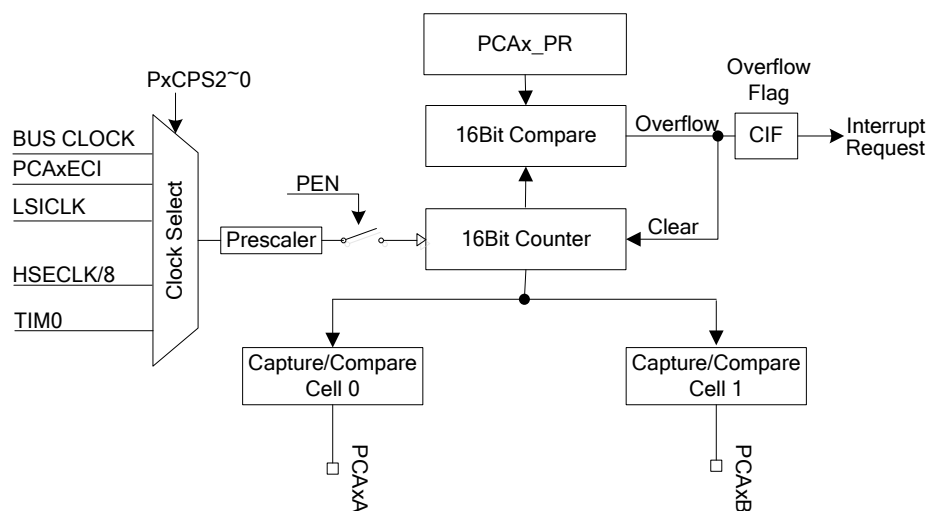 PCAx_PR
PxCPS2~0
Overflow
Flag
BUS CLOCK
PCAxECI
LSICLK
HSECLK/8
TIM0
Clock Select
Prescaler
PEN
16Bit Compare
Overflow
CIF
Interrupt
Request
16Bit Counter
Clear
Capture/Compare
Cell 0
Capture/Compare
Cell 1
PCAxA
PCAxB